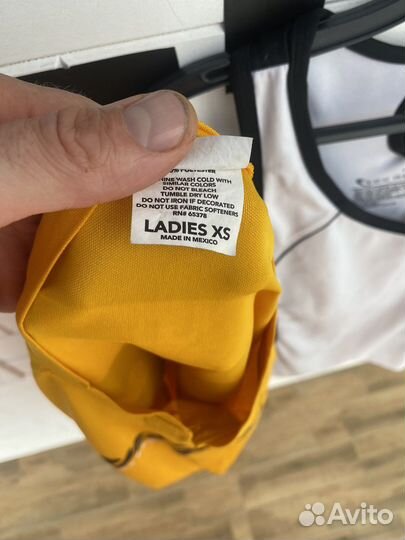 % POLYESTER
INE WASH COLD WITH
SIMILAR COLORS
DO NOT BLEACH
TUMBLE DRY LOW
DO NOT IRON IF DECORATED
DO NOT USE FABRIC SOFTENERS
RN# 65378
LADIES XS
MADE IN MEXICO
Avito